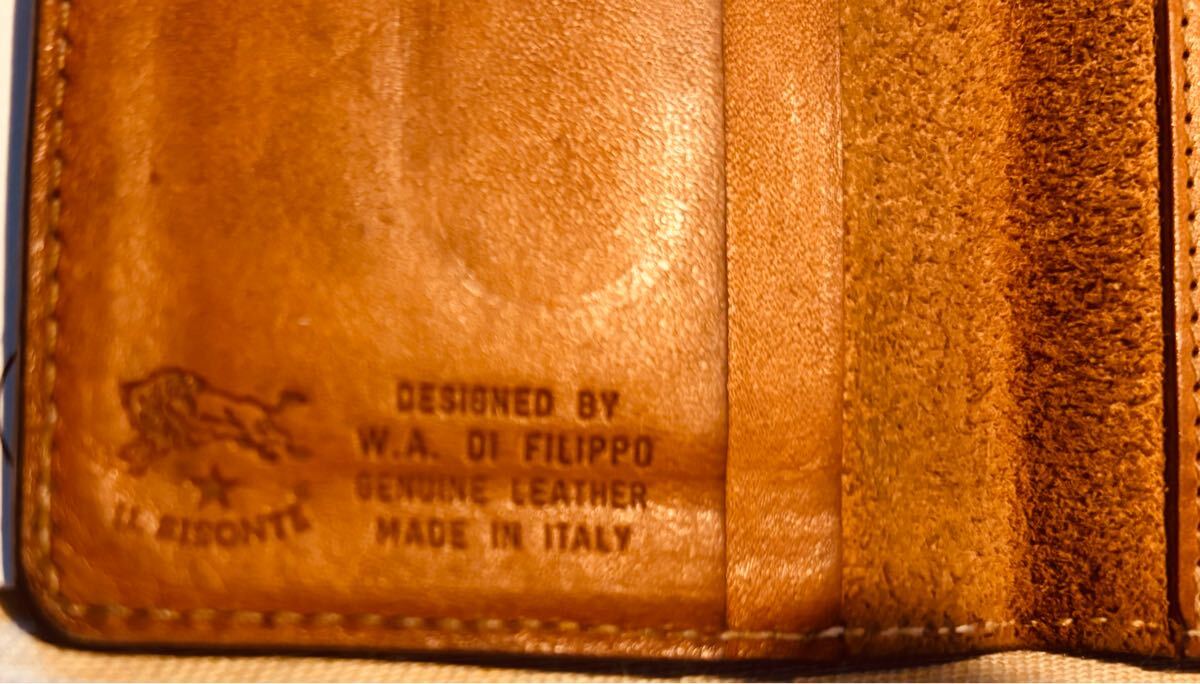 DESIGNED BY
W.A. DI FILIPPO
GENUINE LEATHER
MADE IN ITALY
IL BISONTE